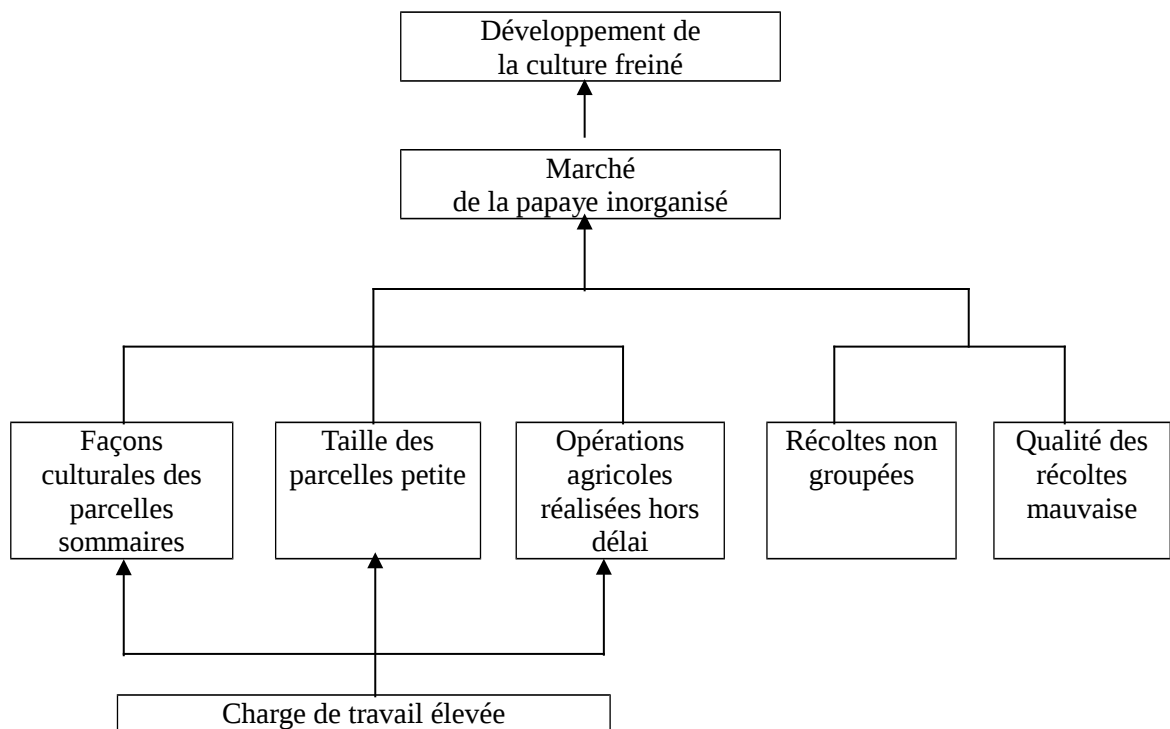 Développement de
la culture freiné
Marché
de la papaye inorganisé
Façons
culturales des
parcelles
sommaires
Taille des
parcelles petite
Opérations
agricoles
réalisées hors
délai
Récoltes non
groupées
Qualité des
récoltes
mauvaise
Charge de travail élevée